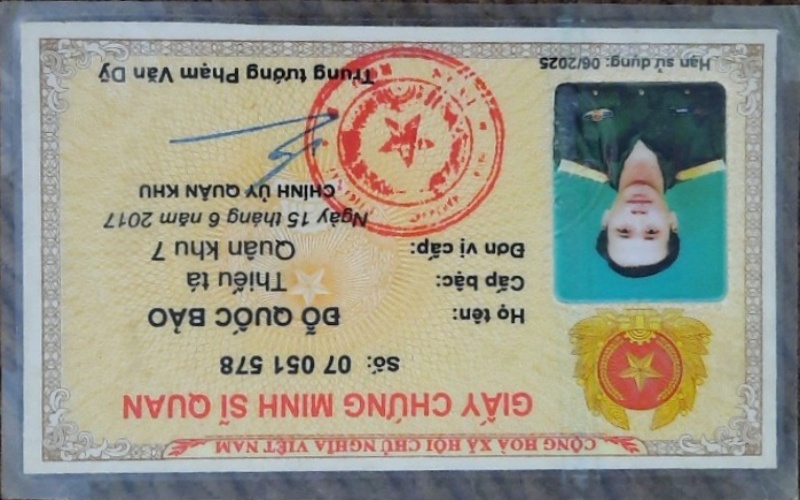 CỘNG HOÀ XÃ HỘI CHỦ NGHĨA VIỆT NAM
GIẤY CHỨNG MINH SĨ QUAN
Số: 07 051 578
Họ tên: ĐỖ QUỐC BẢO
Cấp bậc: Thiếu tá
Đơn vị cấp: Quân khu 7
Ngày 15 tháng 6 năm 2017
CHÍNH ỦY QUÂN KHU
Trung tướng Phạm Văn Dỹ
Hạn sử dụng: 06/2025